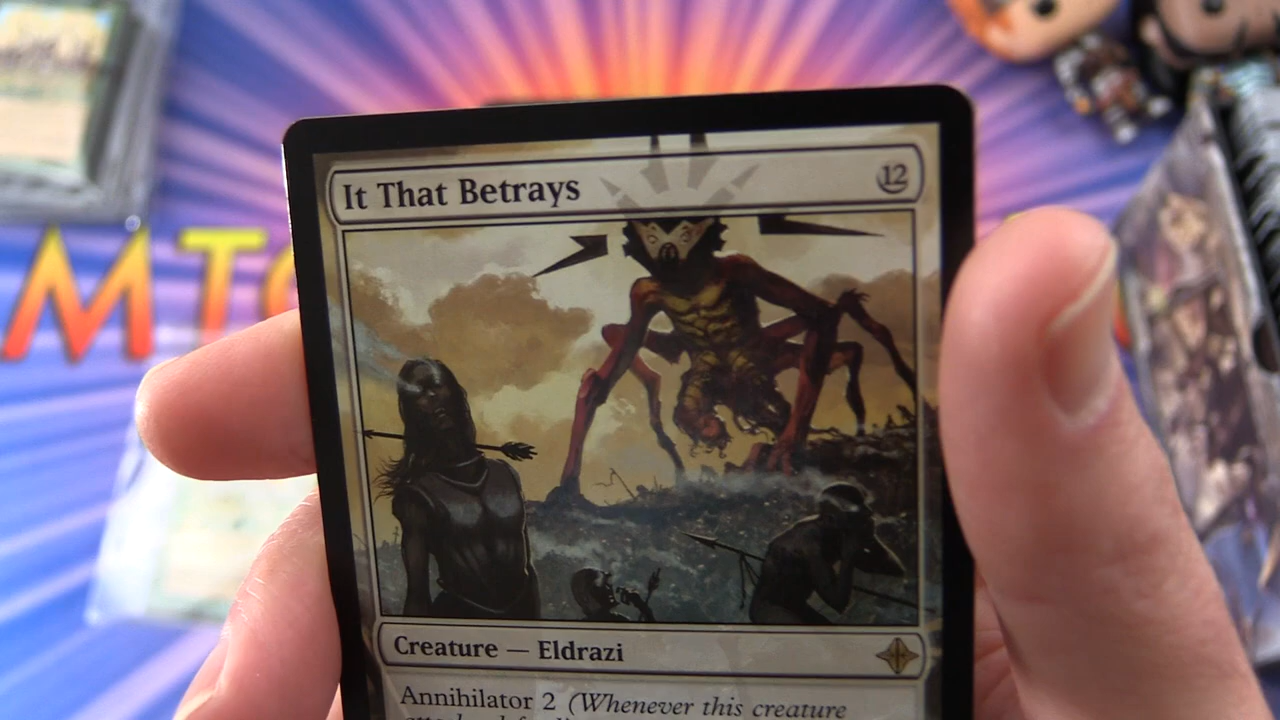 MTG
It That Betrays
12
Creature — Eldrazi
Annihilator 2 (Whenever this creature